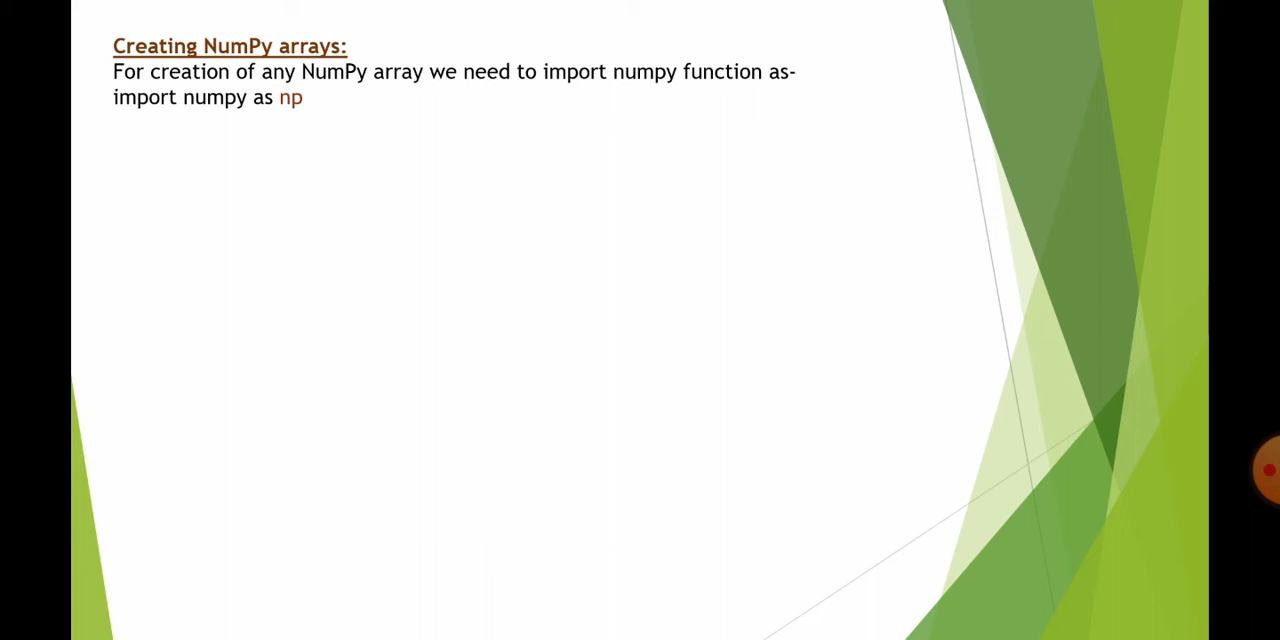 Creating NumPy arrays:
For creation of any NumPy array we need to import numpy function as-
import numpy as np